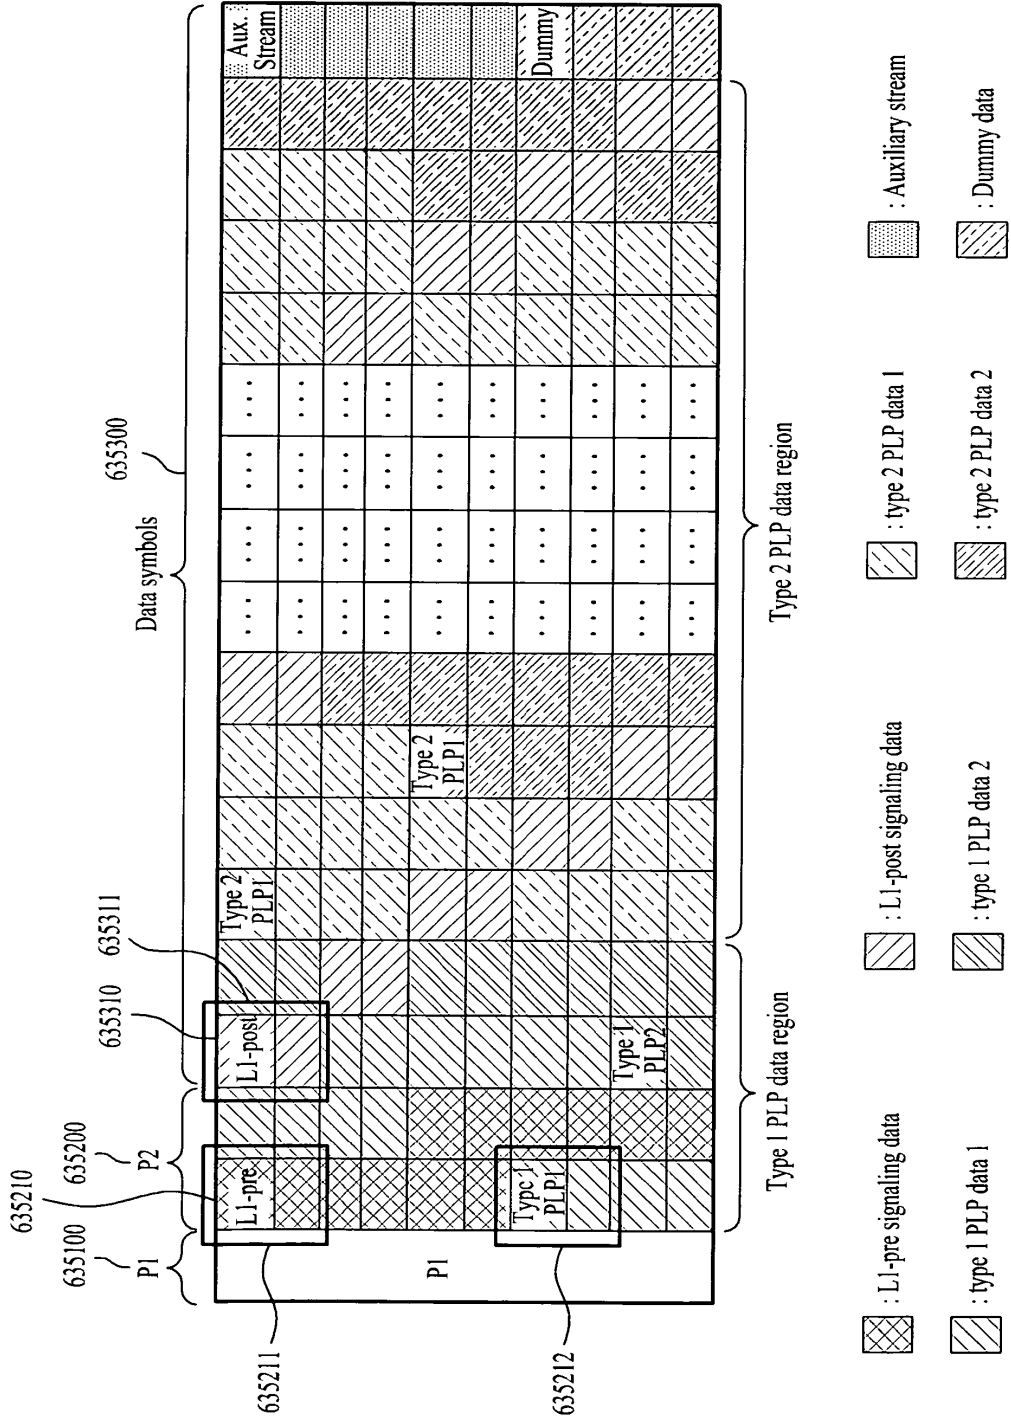 635300
Data symbols
635310
635311
635210
635200
P2
635100
P1
P1
L1-pre
Type 1
PLP1
L1-post
Type 1
PLP2
Type 2
PLP1
Type 2
PLP1
... ... ... ...
... ... ... ...
... ... ... ...
... ... ... ...
... ... ... ...
... ... ... ...
... ... ... ...
... ... ... ...
... ... ... ...
... ... ... ...
Aux.
Stream
Dummy
635211
635212
Type 1 PLP data region
Type 2 PLP data region
: L1-pre signaling data
: L1-post signaling data
: type 2 PLP data 1
: Auxiliary stream
: type 1 PLP data 1
: type 1 PLP data 2
: type 2 PLP data 2
: Dummy data